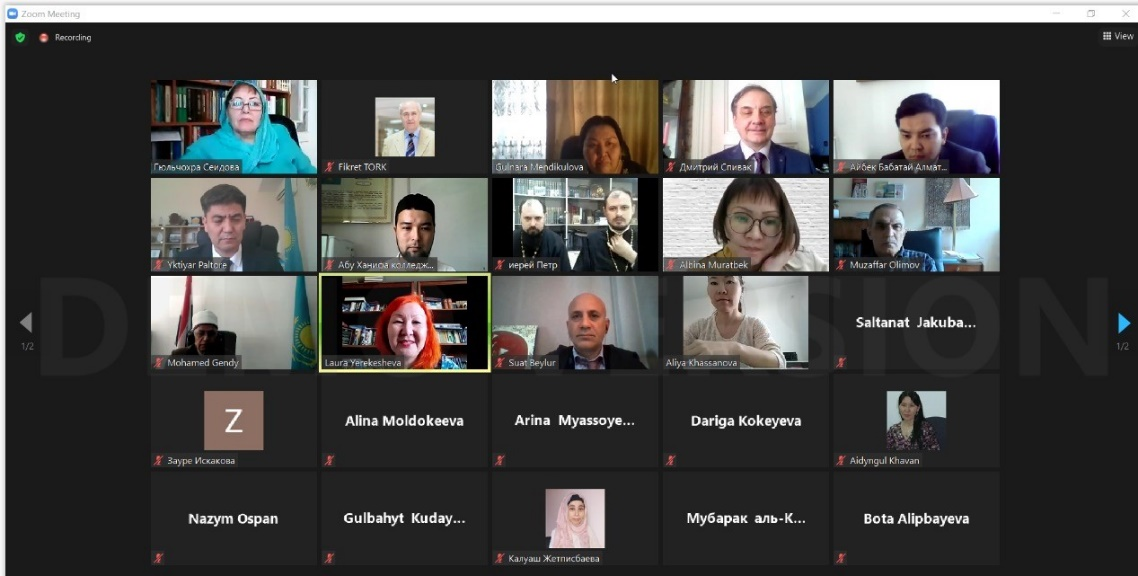 Zoom Meeting
Recording
View
Гюльчохра Сеидова
Fikret TORK
Gulnara Mendikulova
Дмитрий Спивак
Айбек Бабатай Алмат...
Yktiyar Paltore
Абу Ханифа колледж...
иерей Петр
Albina Muratbek
Muzaffar Olimov
Mohamed Gendy
Laura Yerekesheva
Suat Beylur
Aliya Khassanova
Saltanat Jakuba...
1/2
1/2
Z
Зауре Искакова
Alina Moldokeeva
Arina Myassoye...
Dariga Kokeyeva
Aidyngul Khavan
Nazym Ospan
Gulbahyt Kuday...
Калуаш Жетписбаева
Мубарак аль-К...
Bota Alipbayeva